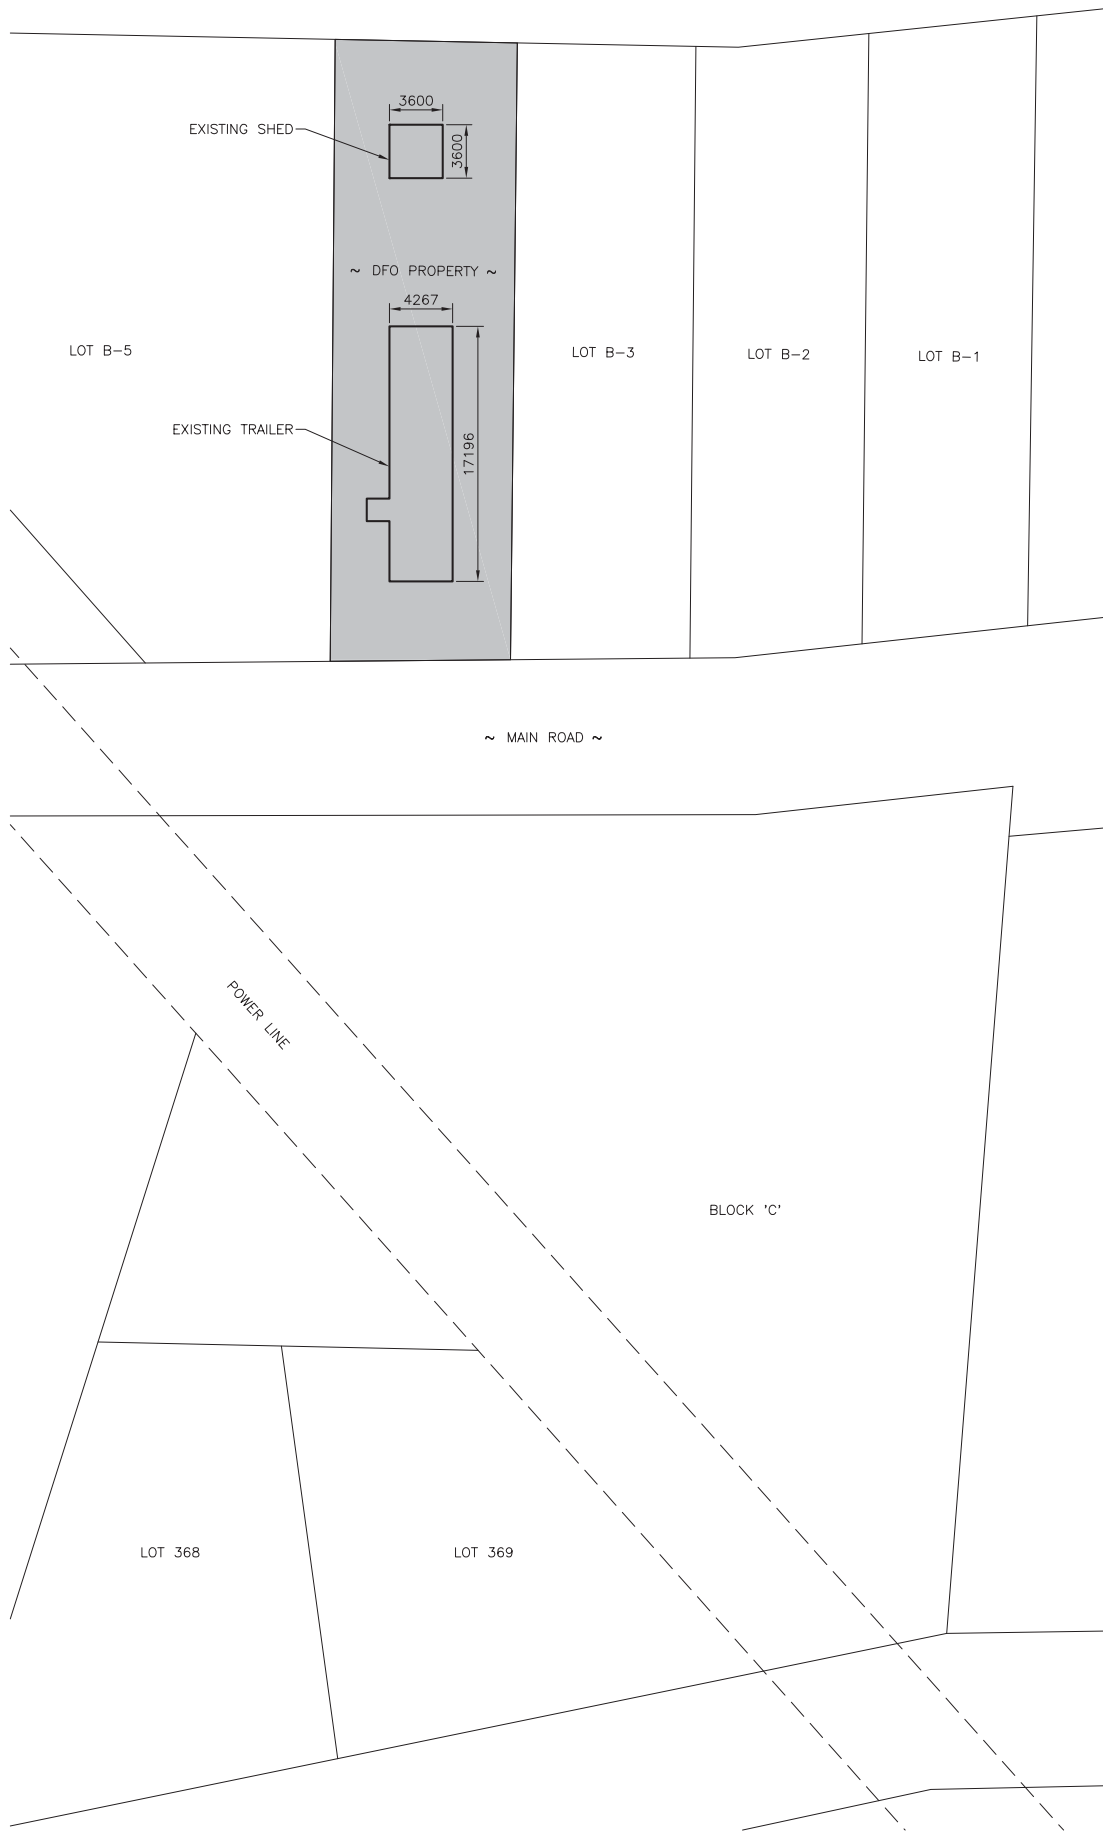 3600
EXISTING SHED
3600
~ DFO PROPERTY ~
4267
LOT B-5
LOT B-3
LOT B-2
LOT B-1
EXISTING TRAILER
17196
~ MAIN ROAD ~
POWER LINE
BLOCK 'C'
LOT 368
LOT 369